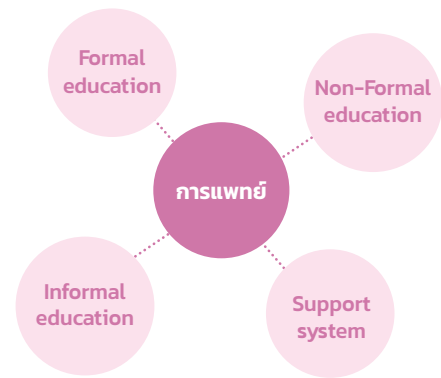 Formal
education
Non-Formal
education
การแพทย์
Informal
education
Support
system